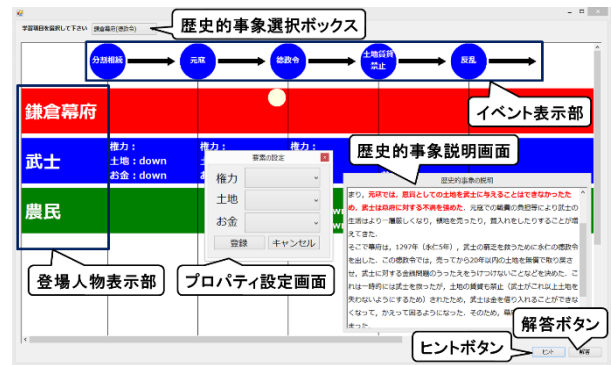 学習項目を選択して下さい 鎌倉幕府(徳政令)
歴史的事象選択ボックス
分割相続
元寇
徳政令
土地賃貸
禁止
反乱
イベント表示部
鎌倉幕府
武士
農民
権力：
土地：down
お金：down
権力：
権力：
要素の設定
権力
土地
お金
登録
キャンセル
歴史的事象説明画面
歴史的事象の説明
まり，元寇では，恩賞としての土地を武士に与えることはできなかったた
め，武士は幕府に対する不満を強めた．元寇での戦費の負担等により武士の
生活はより一層厳しくなり，領地を売ったり，質入れをしたりすることが増
えてきた．
そこで幕府は，1297年（永仁5年），武士の窮乏を救うために永仁の徳政令
を出した．この徳政令では，売ってから20年以内の土地を無償で取り戻さ
せ，武士に対する金銭問題のうったえをうけつけないことなどを決めた．こ
れは一時的には武士を救ったが，土地の賃貸も禁止（武士がこれ以上土地を
失わないようにするため）されたため，武士は金を借り入れることができな
くなって，かえって困るようになった．そのため，
まった．
登場人物表示部
プロパティ設定画面
ヒントボタン
解答ボタン
ヒント
解答